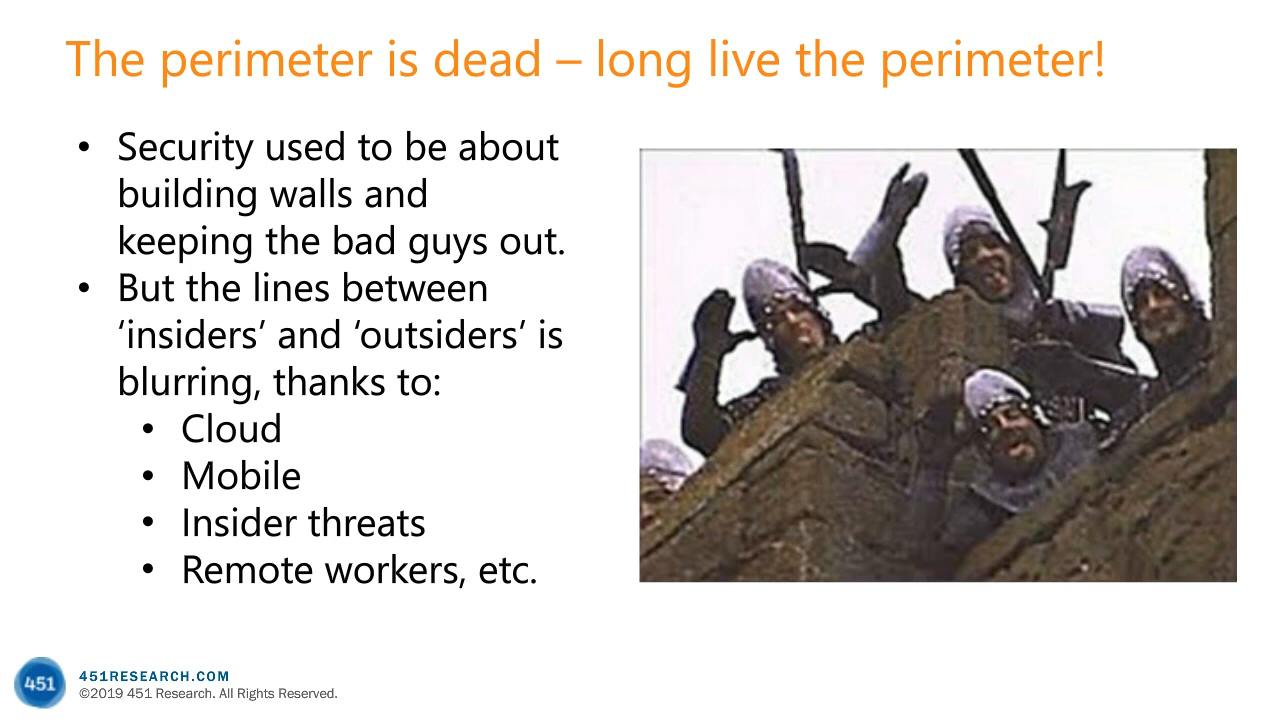 The perimeter is dead – long live the perimeter!
• Security used to be about
building walls and
keeping the bad guys out.
• But the lines between
‘insiders’ and ‘outsiders’ is
blurring, thanks to:
• Cloud
• Mobile
• Insider threats
• Remote workers, etc.
451
451RESEARCH.COM
©2019 451 Research. All Rights Reserved.